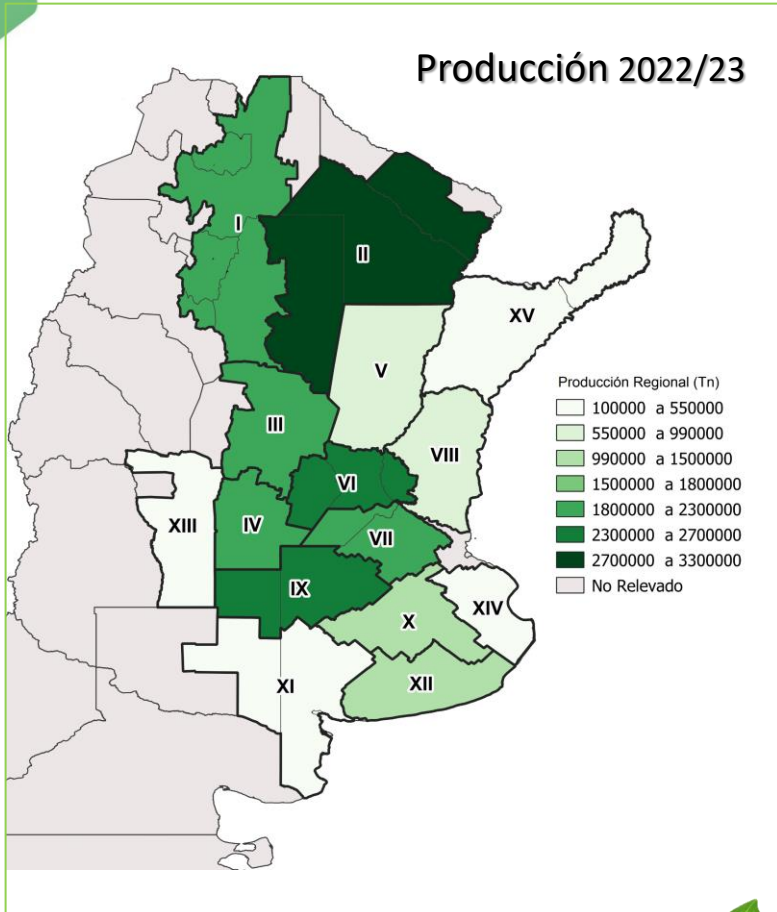 Producción 2022/23
I
II
XV
V
III
VIII
VI
XIII
IV
VII
IX
XIV
X
XI
XII
Producción Regional (Tn)
100000 a 550000
550000 a 990000
990000 a 1500000
1500000 a 1800000
1800000 a 2300000
2300000 a 2700000
2700000 a 3300000
No Relevado